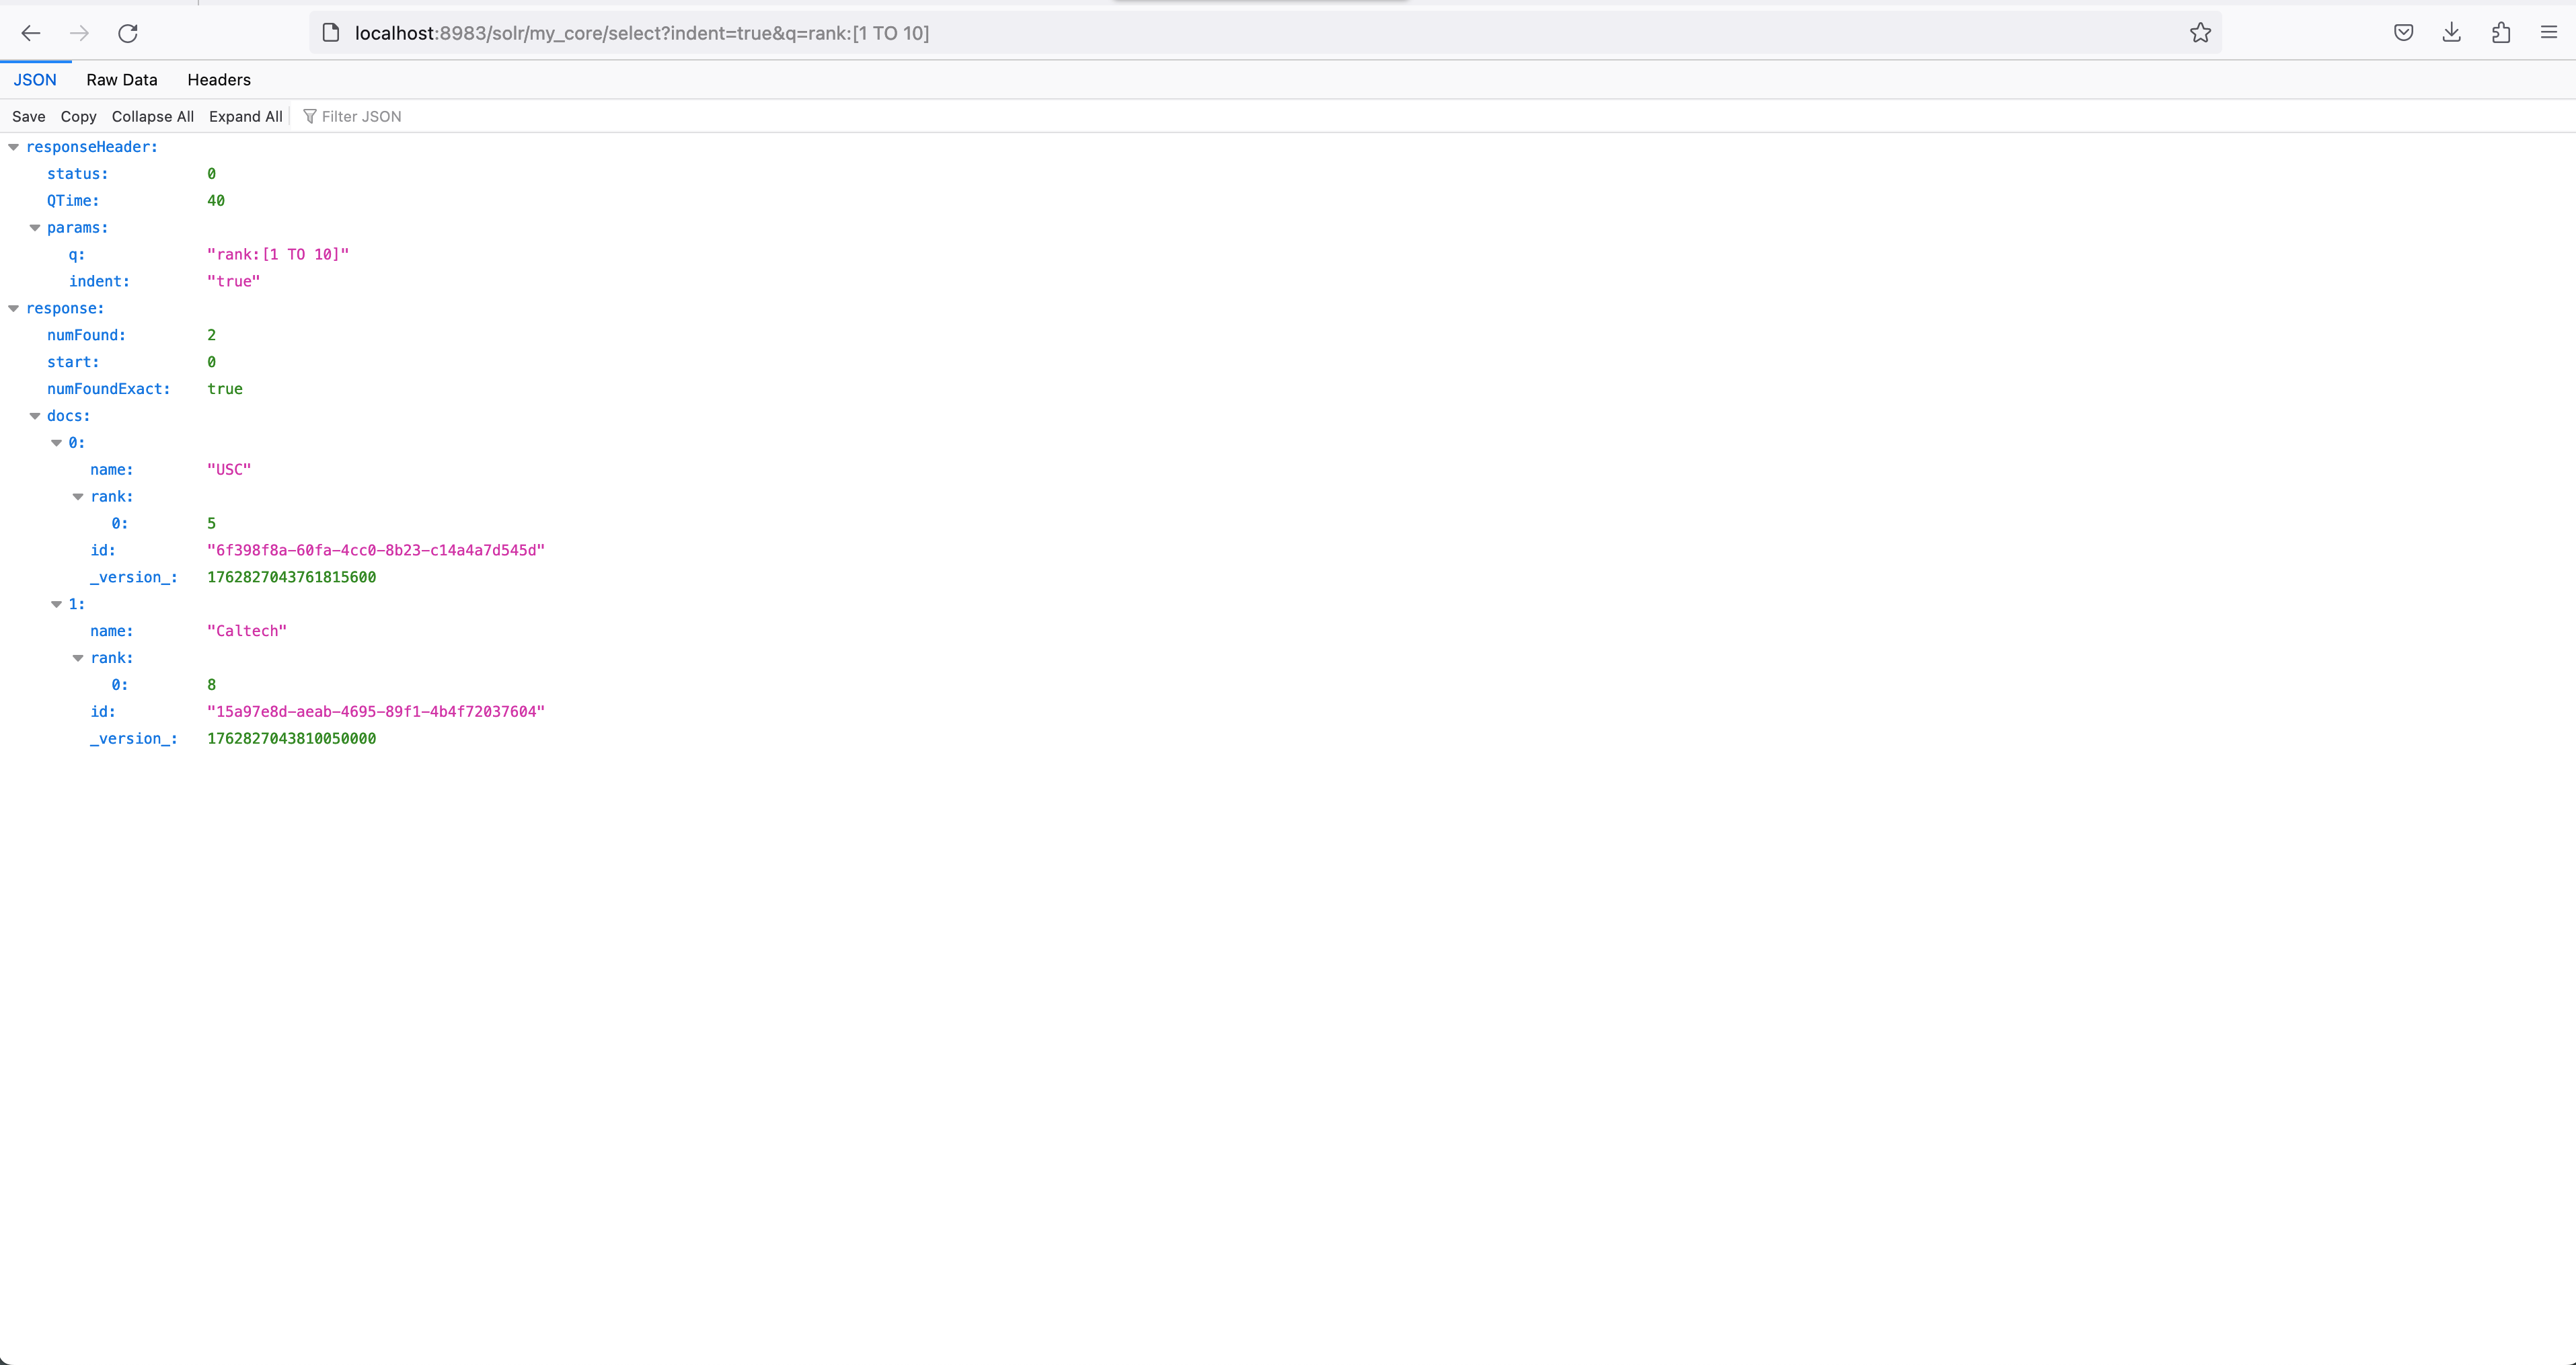 localhost:8983/solr/my_core/select?indent=true&q=rank:[1 TO 10]
JSON Raw Data Headers
Save Copy Collapse All Expand All Filter JSON
responseHeader:
status: 0
QTime: 40
params:
q: "rank:[1 TO 10]"
indent: "true"
response:
numFound: 2
start: 0
numFoundExact: true
docs:
0:
name: "USC"
rank:
0: 5
id: "6f398f8a-60fa-4cc0-8b23-c14a4a7d545d"
_version_: 1762827043761815600
1:
name: "Caltech"
rank:
0: 8
id: "15a97e8d-aeab-4695-89f1-4b4f72037604"
_version_: 1762827043810050000